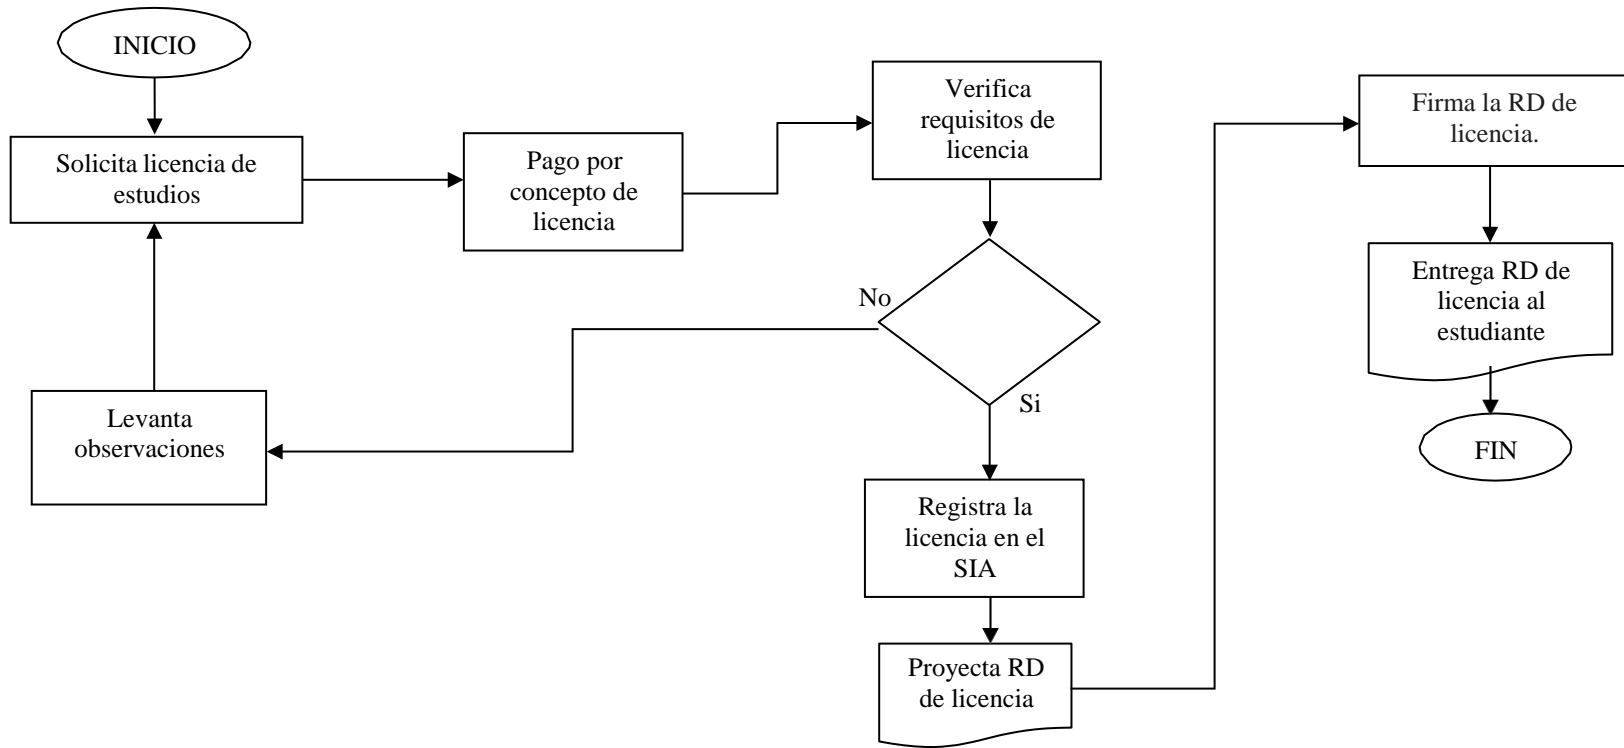 INICIO
Solicita licencia de
estudios
Pago por
concepto de
licencia
Verifica
requisitos de
licencia
No
Si
Levanta
observaciones
Registra la
licencia en el
SIA
Proyecta RD
de licencia
Firma la RD de
licencia.
Entrega RD de
licencia al
estudiante
FIN